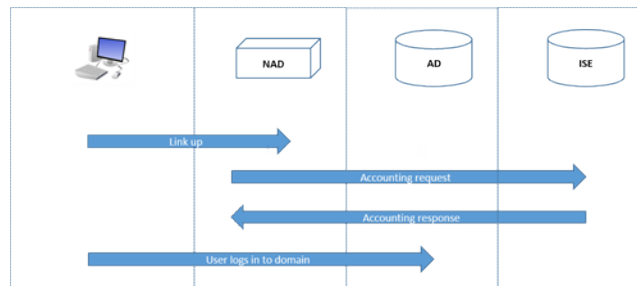 NAD
AD
ISE
Link up
Accounting request
Accounting response
User logs in to domain